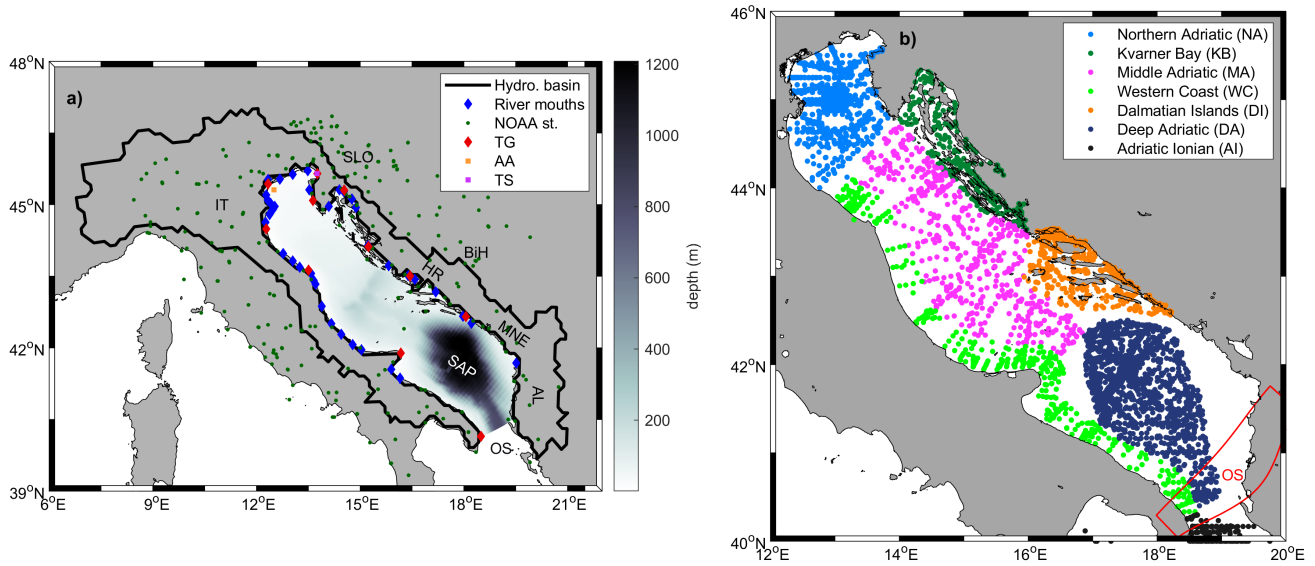 a)
Hydro. basin
River mouths
NOAA st.
TG
AA
TS
SLO
IT
BiH
HR
MNE
SAP
AL
OS
48°N
45°N
42°N
39°N
6°E
9°E
12°E
15°E
18°E
21°E
1200
1000
800
600
400
200
depth (m)
b)
Northern Adriatic (NA)
Kvarner Bay (KB)
Middle Adriatic (MA)
Western Coast (WC)
Dalmatian Islands (DI)
Deep Adriatic (DA)
Adriatic Ionian (AI)
OS
46°N
44°N
42°N
40°N
12°E
14°E
16°E
18°E
20°E